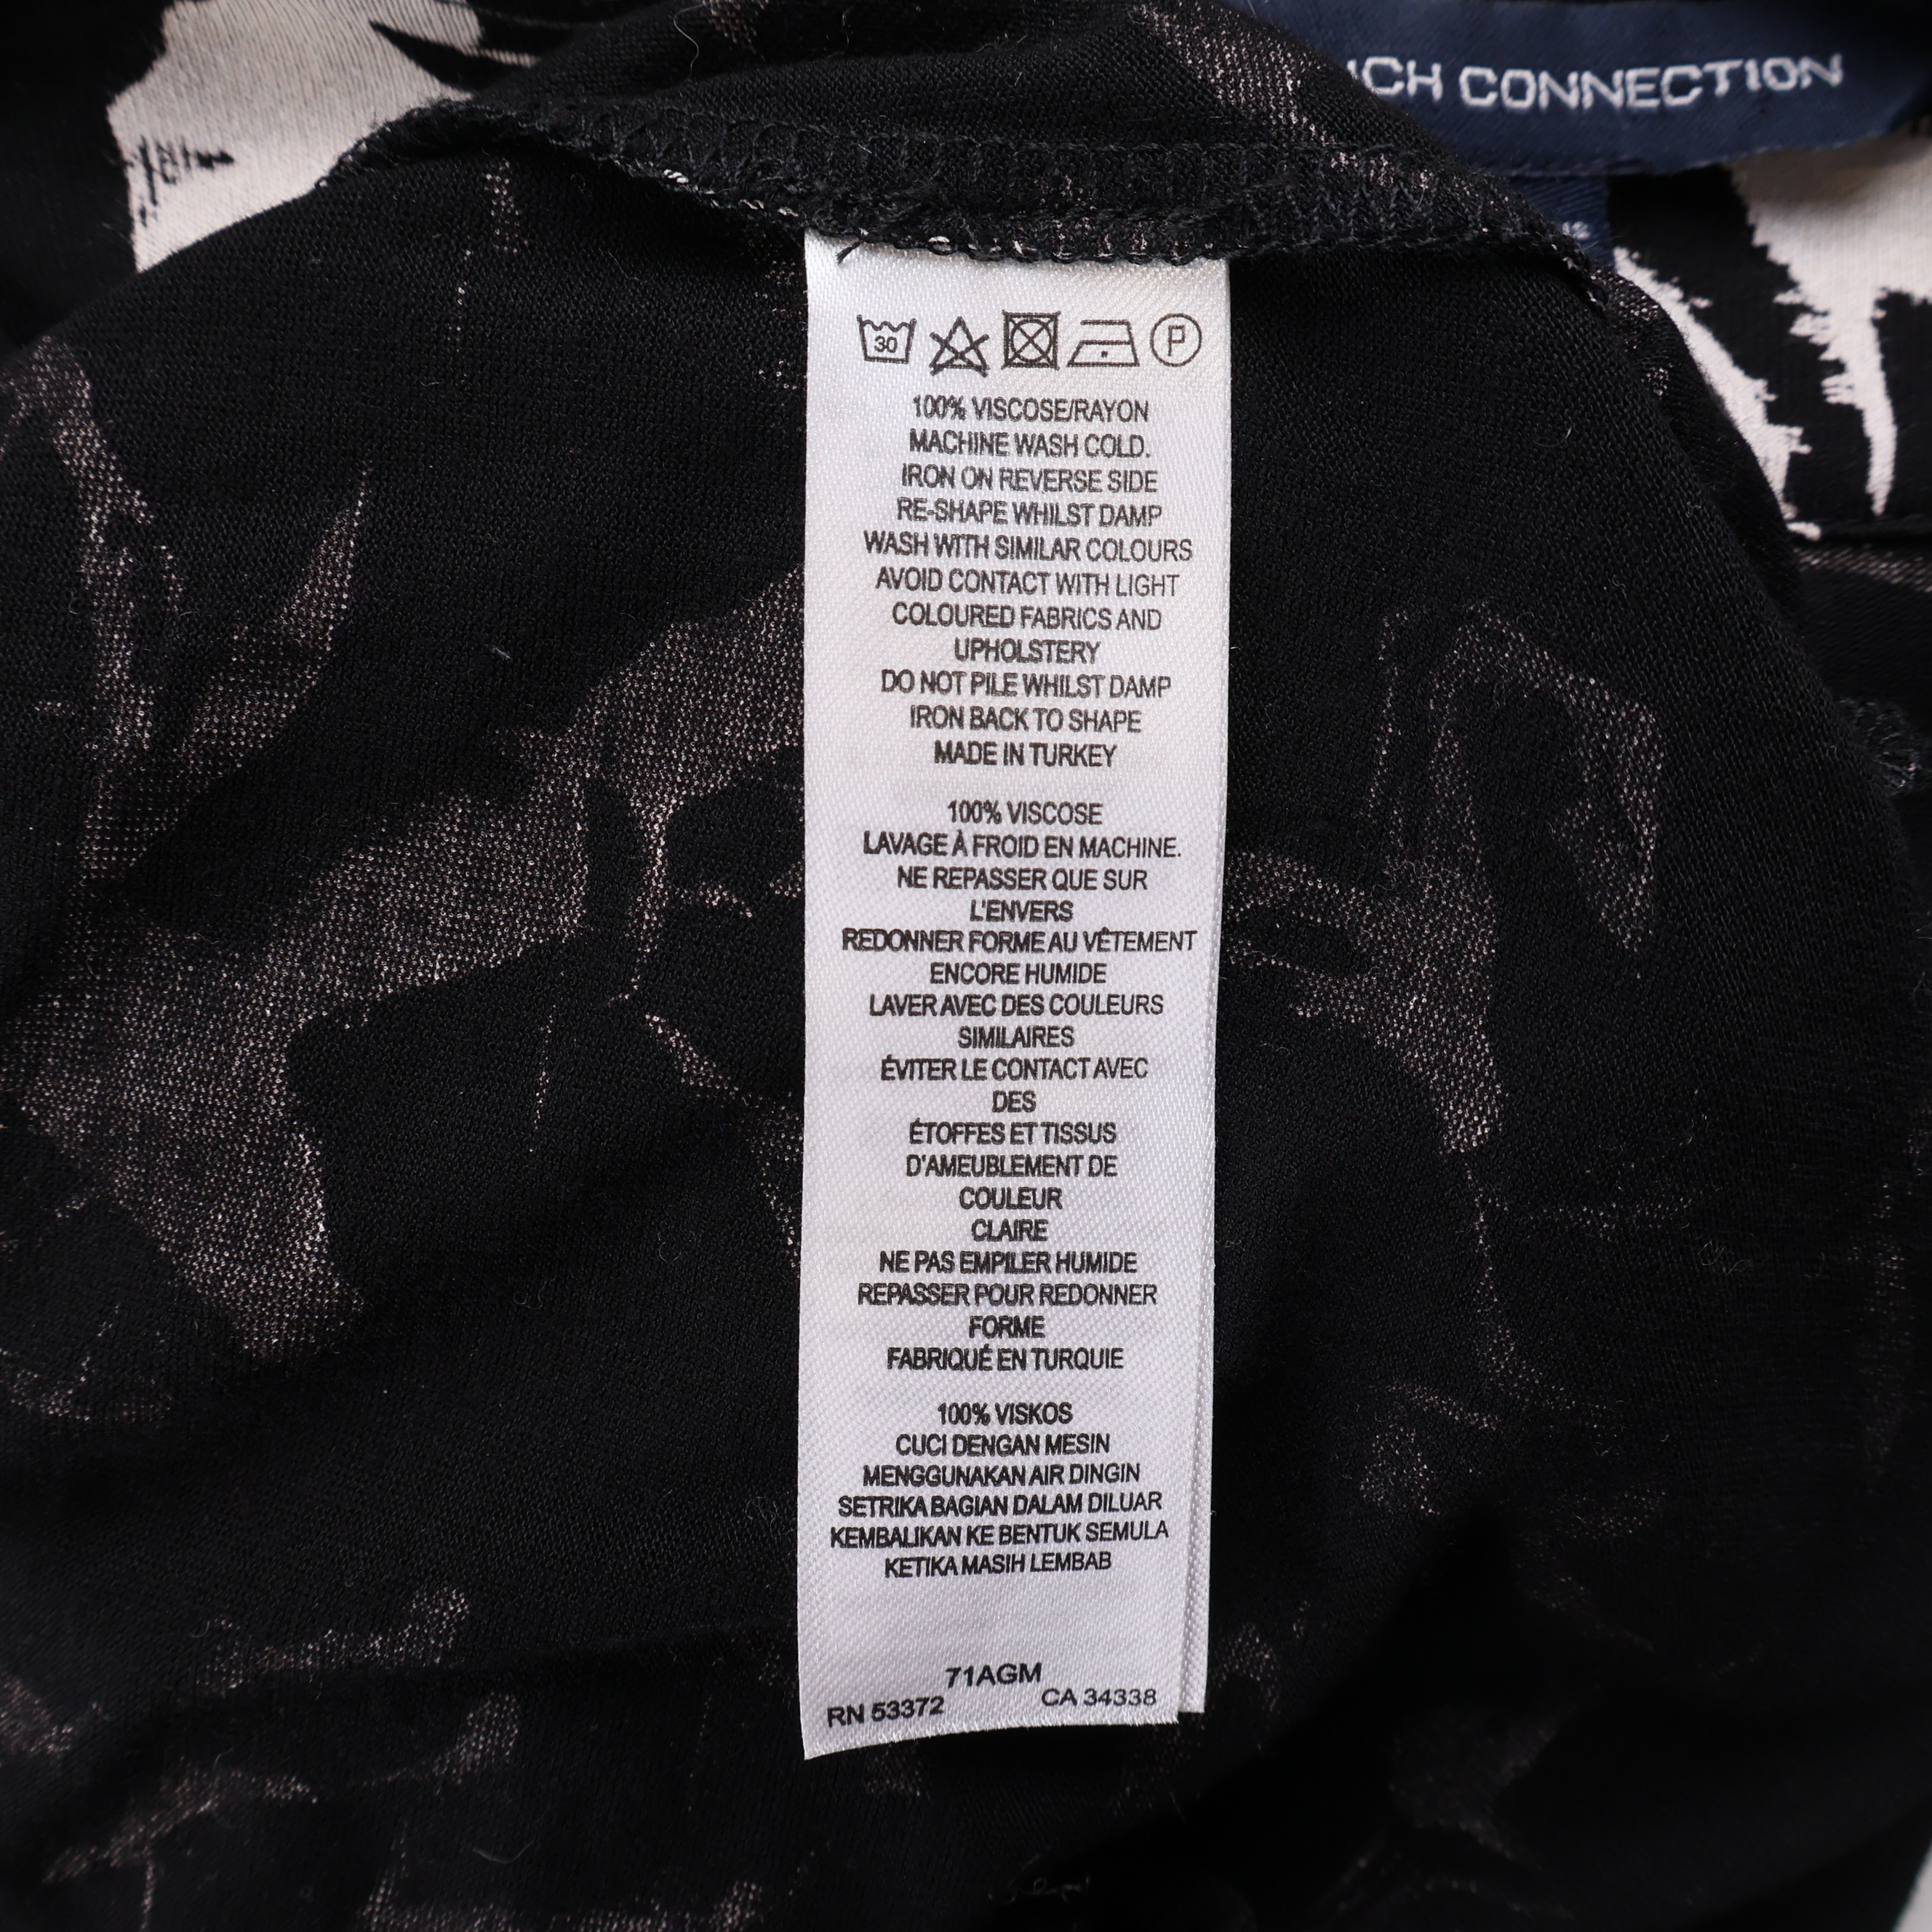 CH CONNECTION
30
P
100% VISCOSE/RAYON
MACHINE WASH COLD.
IRON ON REVERSE SIDE
RE-SHAPE WHILST DAMP
WASH WITH SIMILAR COLOURS
AVOID CONTACT WITH LIGHT
COLOURED FABRICS AND
UPHOLSTERY
DO NOT PILE WHILST DAMP
IRON BACK TO SHAPE
MADE IN TURKEY
100% VISCOSE
LAVAGE À FROID EN MACHINE.
NE REPASSER QUE SUR
L'ENVERS
REDONNER FORME AU VÊTEMENT
ENCORE HUMIDE
LAVER AVEC DES COULEURS
SIMILAIRES
ÉVITER LE CONTACT AVEC
DES
ÉTOFFES ET TISSUS
D'AMEUBLEMENT DE
COULEUR
CLAIRE
NE PAS EMPILER HUMIDE
REPASSER POUR REDONNER
FORME
FABRIQUÉ EN TURQUIE
100% VISKOS
CUCI DENGAN MESIN
MENGGUNAKAN AIR DINGIN
SETRIKA BAGIAN DALAM DILUAR
KEMBALIKAN KE BENTUK SEMULA
KETIKA MASIH LEMBAB
71AGM
RN 53372 CA 34338